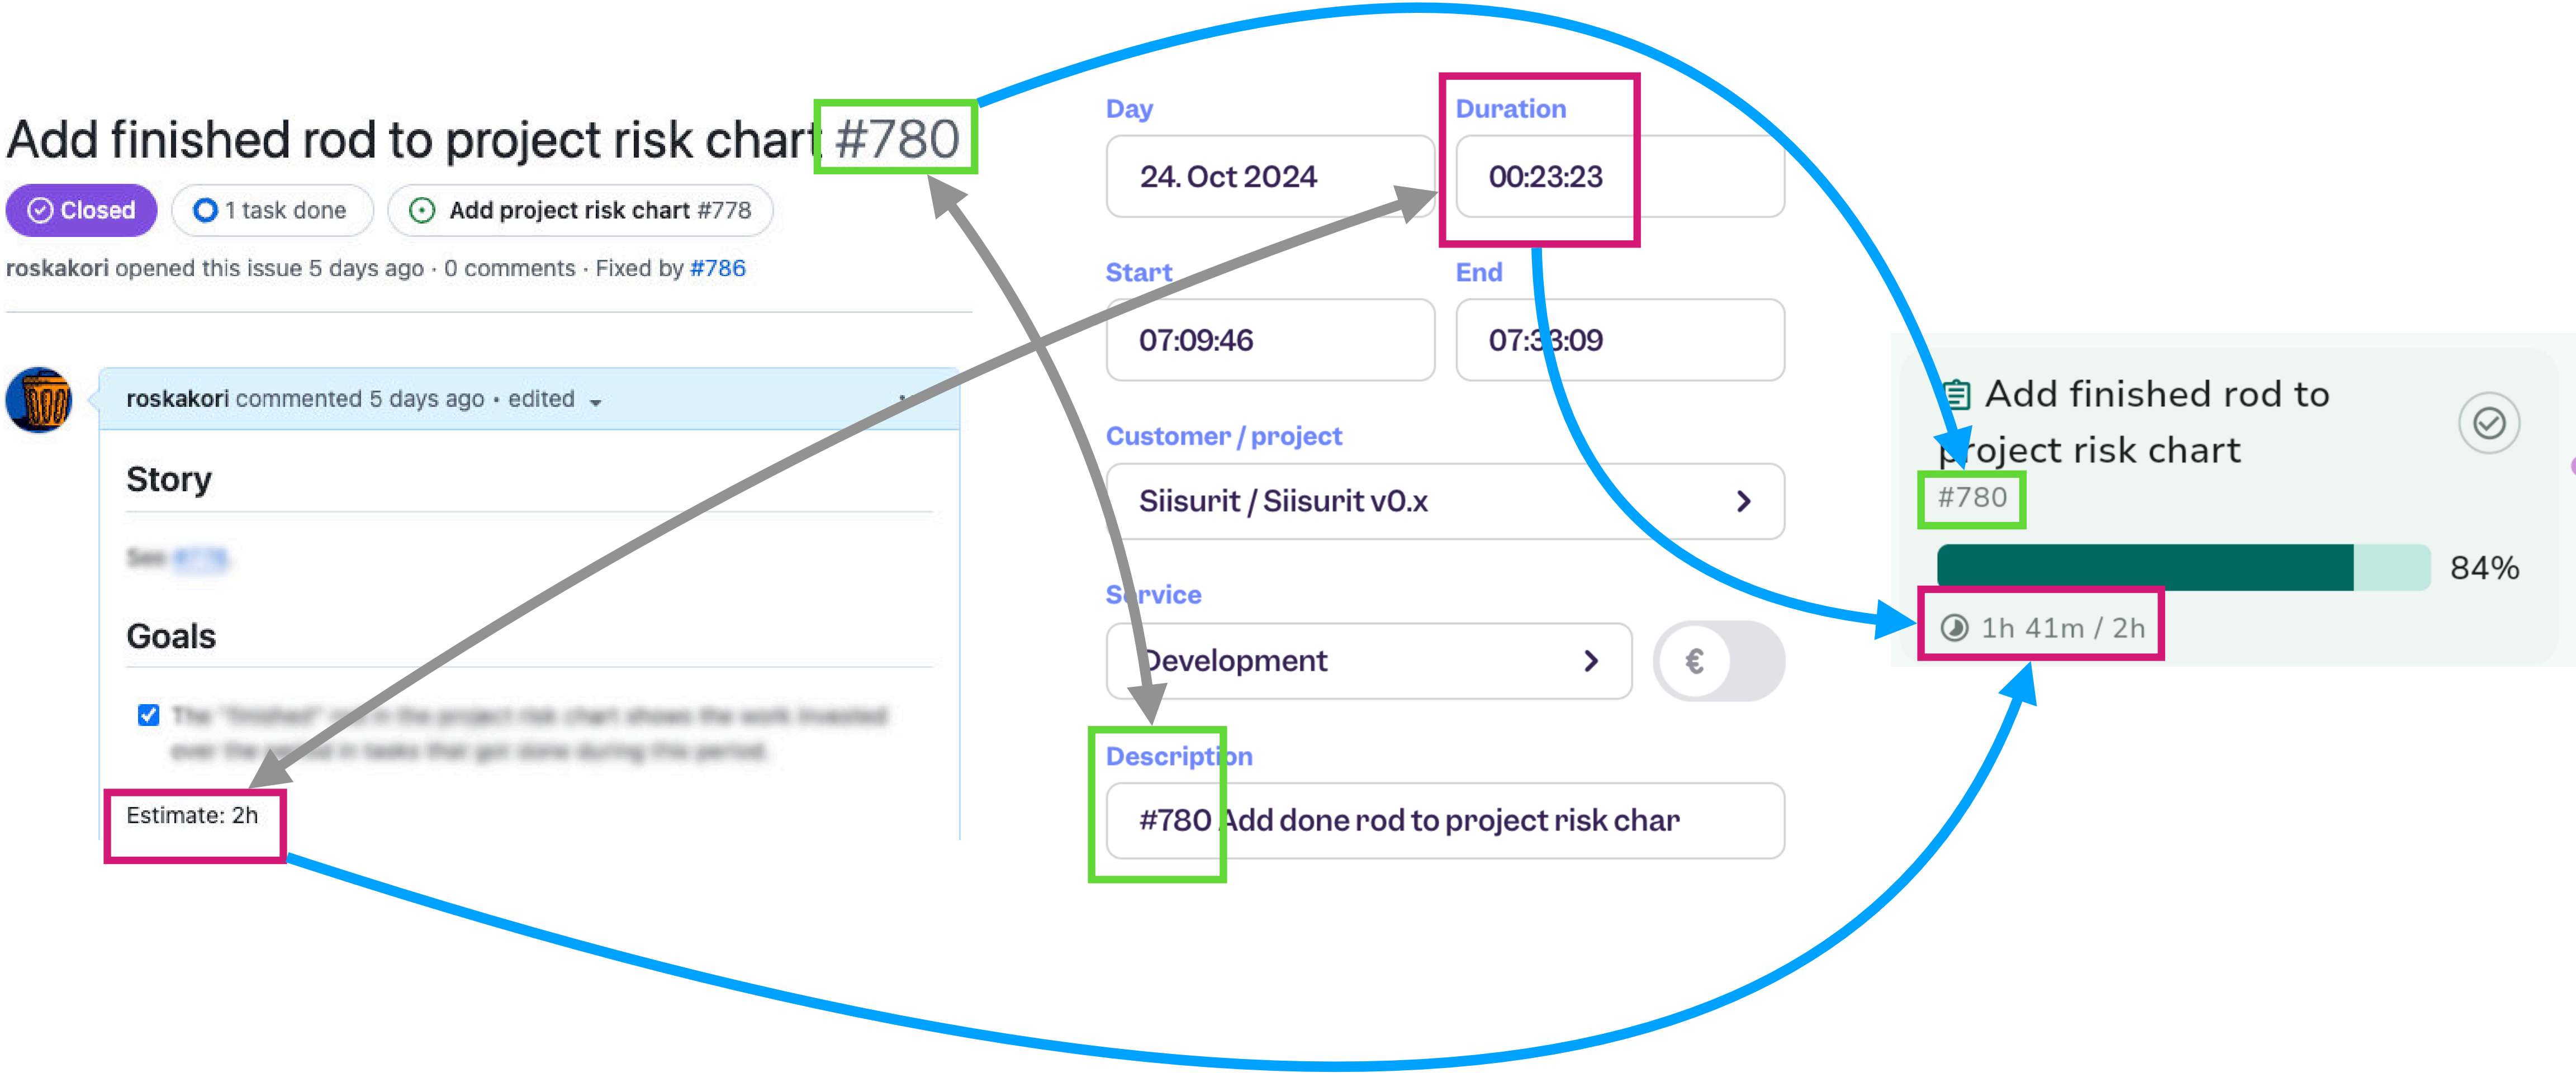 Add finished rod to project risk chart #780
Closed
1 task done
Add project risk chart #778
roskakori opened this issue 5 days ago · 0 comments · Fixed by #786
roskakori commented 5 days ago • edited
Story
Goals
Estimate: 2h
Day
Duration
24. Oct 2024
00:23:23
Start
End
07:09:46
07:33:09
Customer / project
Siisurit / Siisurit v0.x
Service
Development
€
Description
#780 Add done rod to project risk char
Add finished rod to
project risk chart
#780
84%
1h 41m / 2h